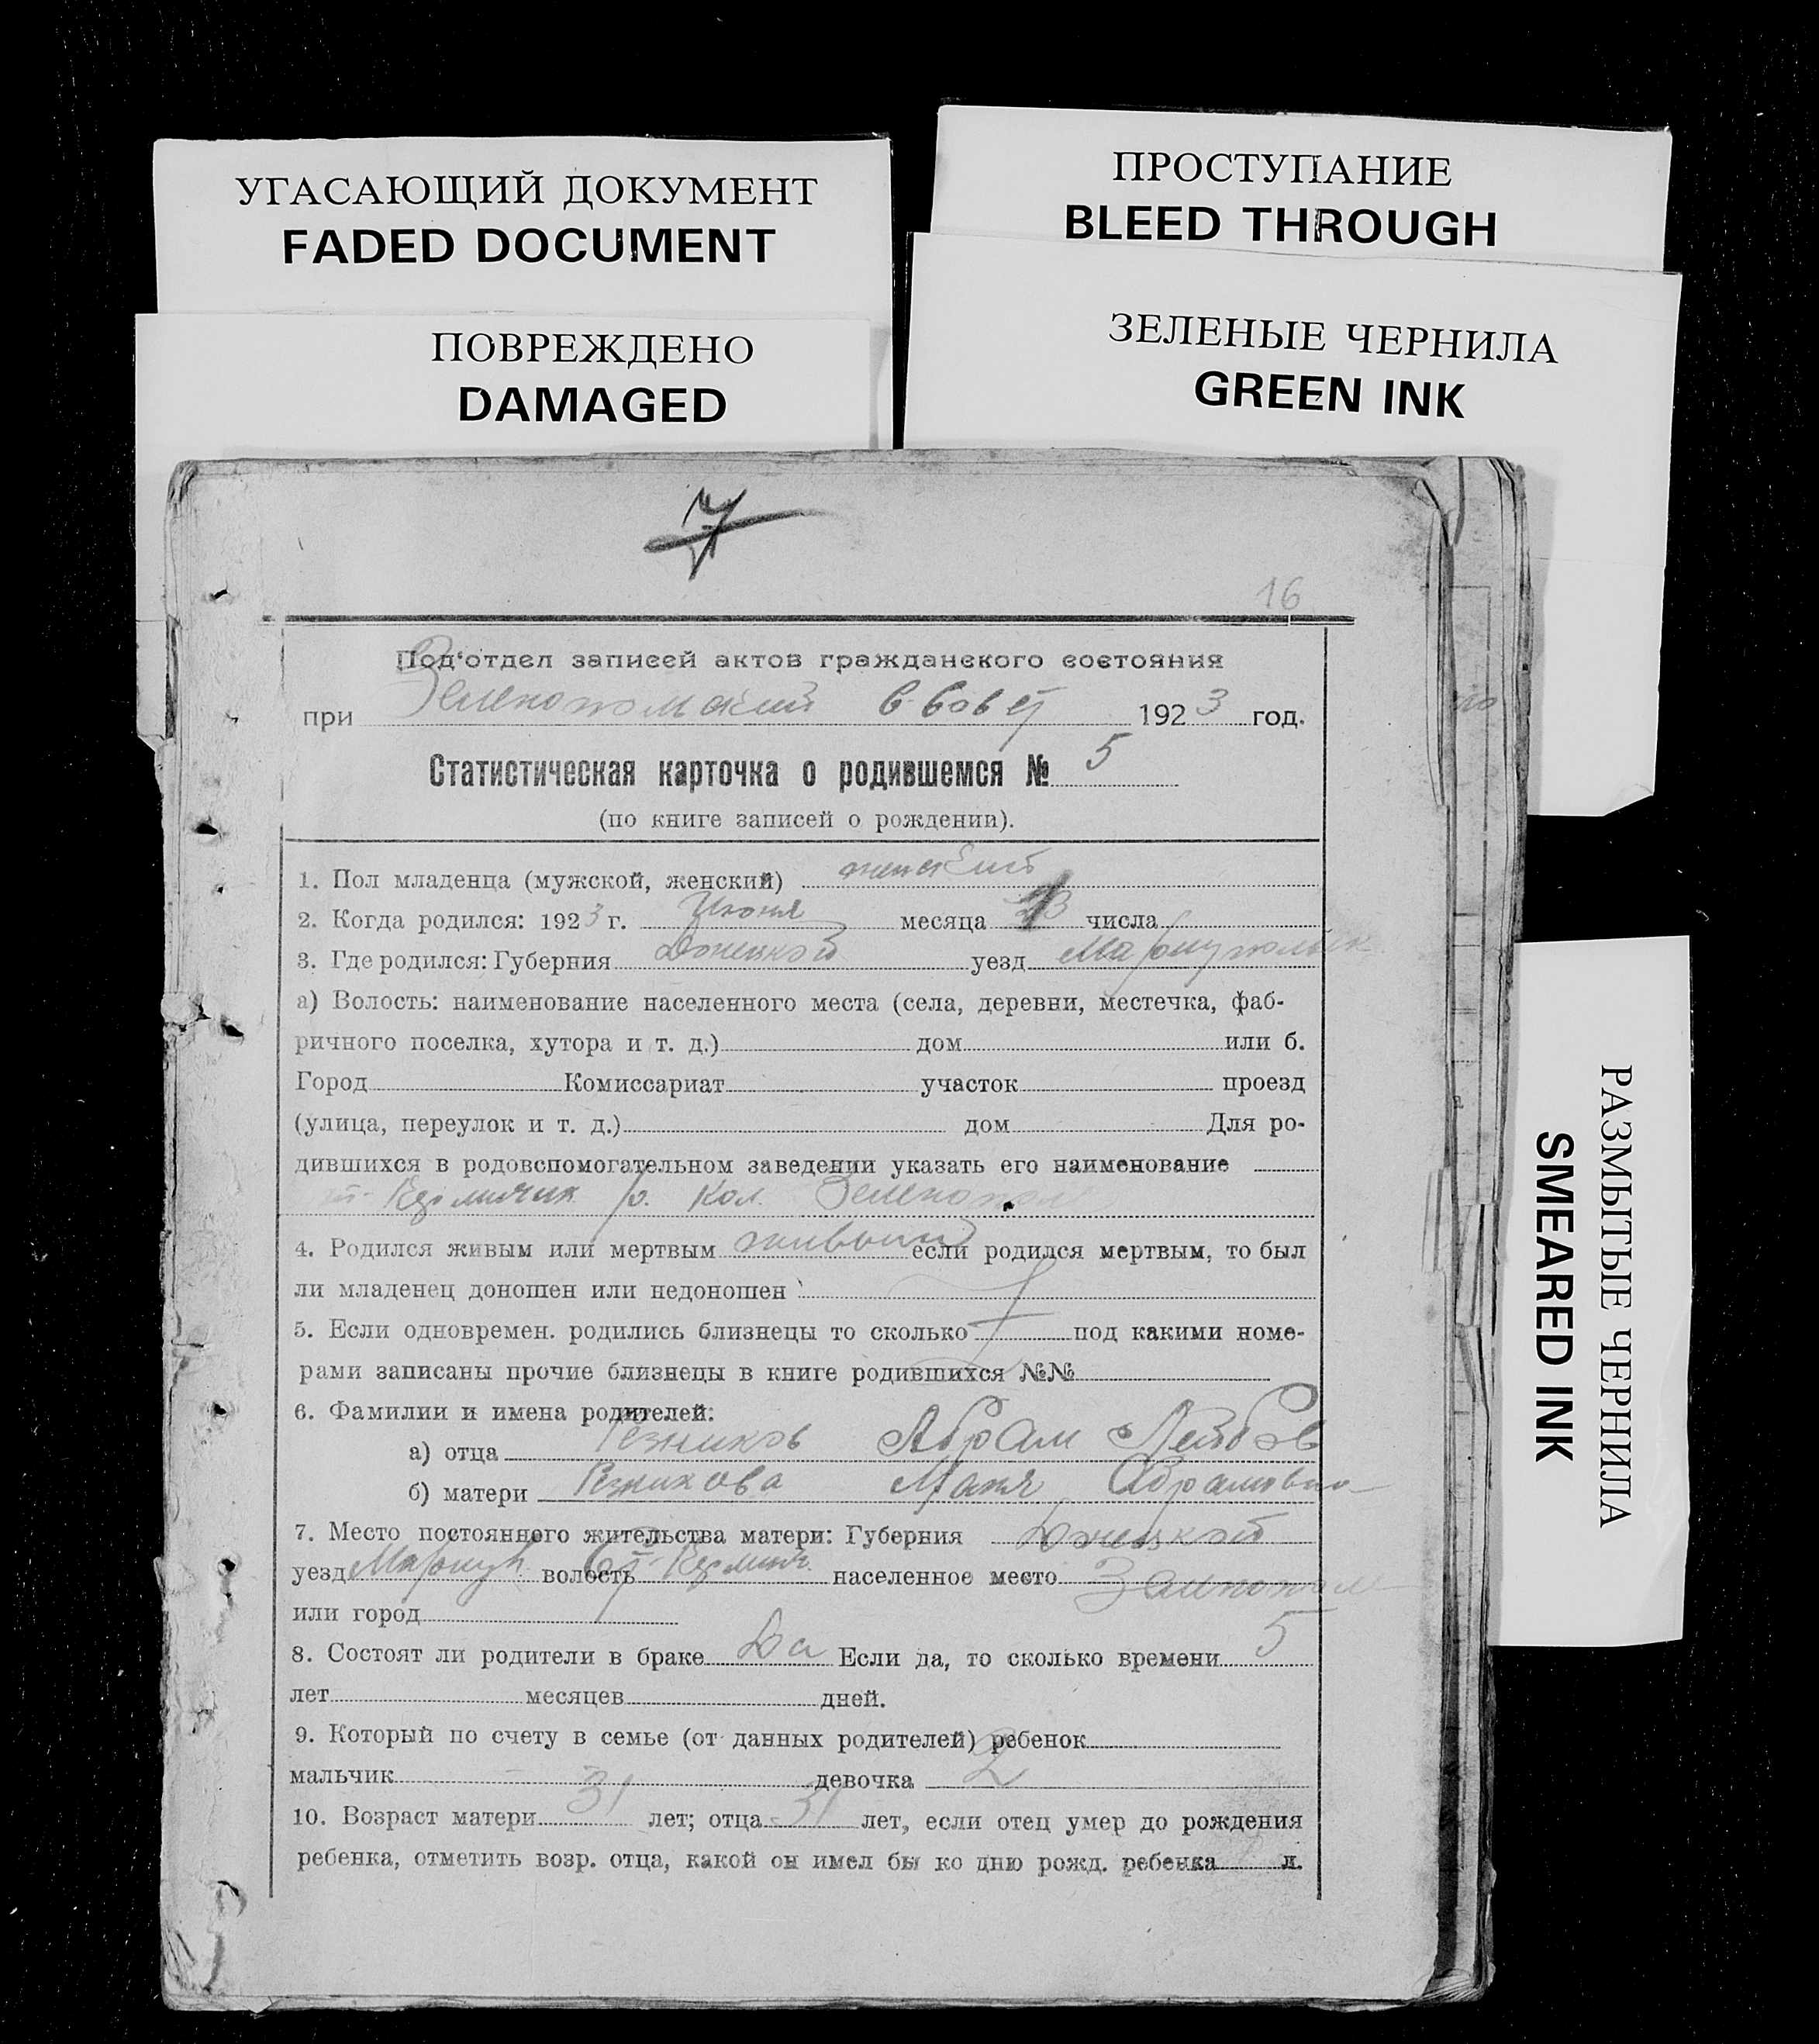 УГАСАЮЩИЙ ДОКУМЕНТ
FADED DOCUMENT
ПРОСТУПАНИЕ
BLEED THROUGH
ПОВРЕЖДЕНО
DAMAGED
ЗЕЛЕНЫЕ ЧЕРНИЛА
GREEN INK
РАЗМЫТЫЕ ЧЕРНИЛА
SMEARED INK
7
16
Под'отдел записей актов гражданского состояния
при Зеленопольский 1923 год.
Статистическая карточка о родившемся № 5
(по книге записей о рождении).
1. Пол младенца (мужской, женский) женский
2. Когда родился: 1923 г. Июня месяца 23 числа
3. Где родился: Губерния Донецкой уезд Мариупольск
а) Волость: наименование населенного места (села, деревни, местечка, фаб-
ричного поселка, хутора и т. д.) дом или б.
Город Комиссариат участок проезд
(улица, переулок и т. д.) дом Для ро-
дившихся в родовспомогательном заведении указать его наименование
р. Кол. Зеленополь
4. Родился живым или мертвым живый если родился мертвым, то был
ли младенец доношен или недоношен
5. Если одновремен. родились близнецы то сколько под какими номе-
рами записаны прочие близнецы в книге родившихся №№
6. Фамилии и имена родителей:
а) отца Резников Абрам Лейбов
б) матери Резникова Маня Абрамовна
7. Место постоянного жительства матери: Губерния Донецкой
уезд Мариуп. волость населенное место
или город
8. Состоят ли родители в браке Да Если да, то сколько времени 5
лет месяцев дней.
9. Который по счету в семье (от данных родителей) ребенок
мальчик девочка 2
10. Возраст матери 31 лет; отца 31 лет, если отец умер до рождения
ребенка, отметить возр. отца, какой он имел бы ко дню рожд. ребенка л.